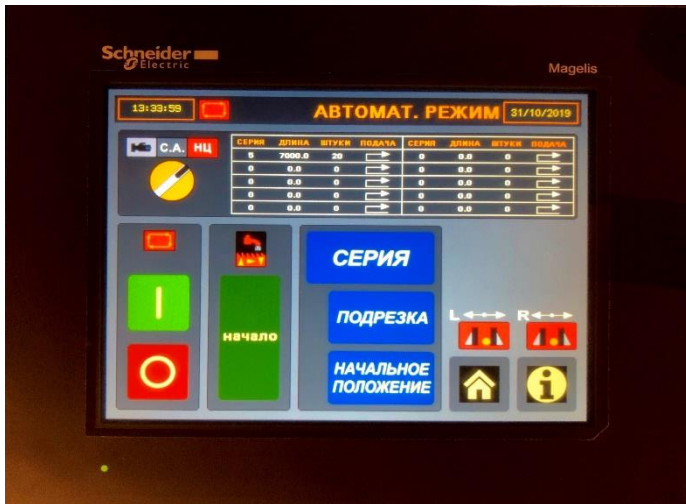 Schneider
Electric
Magelis
13:33:59
АВТОМАТ. РЕЖИМ
31/10/2019
С.А. НЦ
СЕРИЯ ДЛИНА ШТУКИ ПОДАЧА СЕРИЯ ДЛИНА ШТУКИ ПОДАЧА
5 7000.0 20 0 0.0 0
0 0.0 0 0 0.0 0
0 0.0 0 0 0.0 0
0 0.0 0 0 0.0 0
0 0.0 0 0 0.0 0
СЕРИЯ
L R
ПОДРЕЗКА
начало
НАЧАЛЬНОЕ
ПОЛОЖЕНИЕ